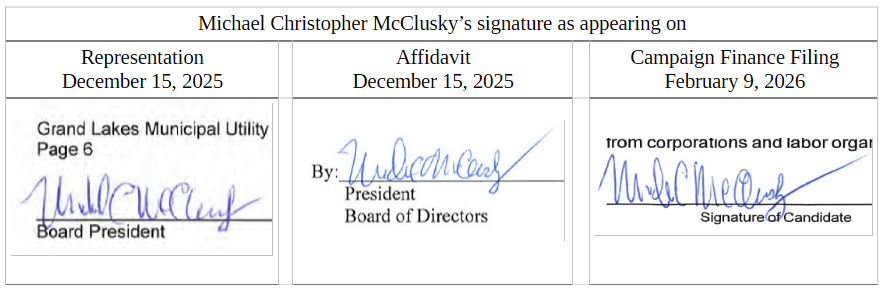 Michael Christopher McClusky’s signature as appearing on
Representation
December 15, 2025
Affidavit
December 15, 2025
Campaign Finance Filing
February 9, 2026
Grand Lakes Municipal Utility
Page 6
Board President
By:
President
Board of Directors
from corporations and labor orgar
Signature of Candidate